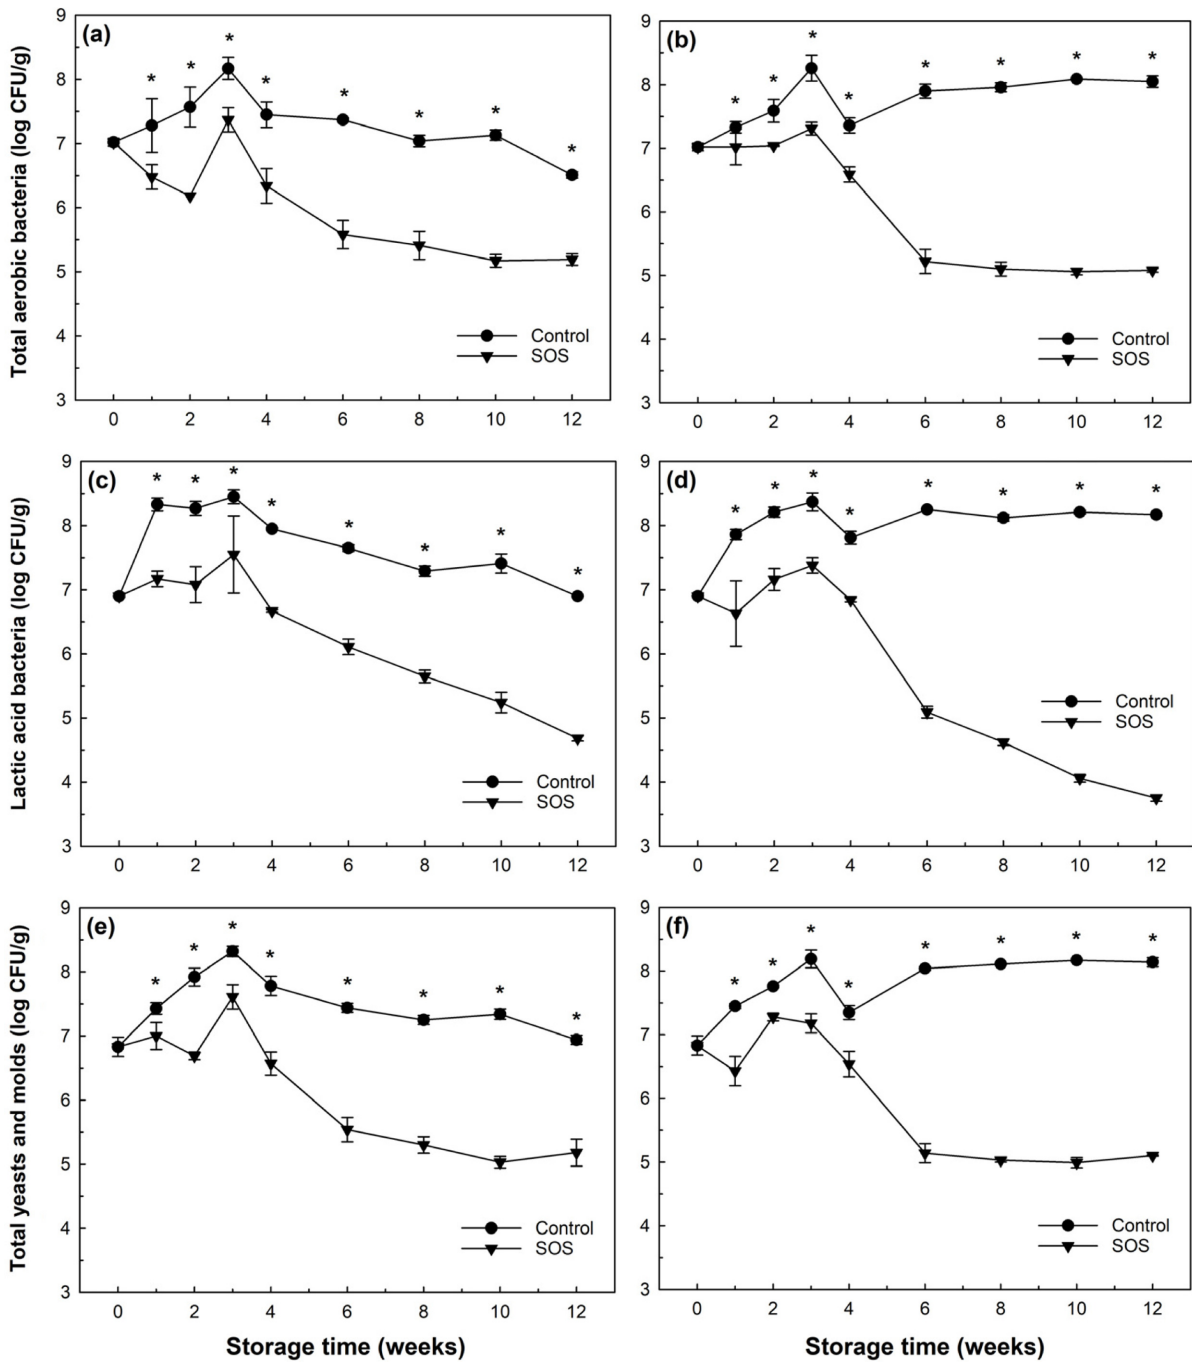 (a)
* * * * * * * *
9
8
7
6
5
4
3
Total aerobic bacteria (log CFU/g)
Control
SOS
0 2 4 6 8 10 12
(b)
* * * * * * * *
9
8
7
6
5
4
3
Control
SOS
0 2 4 6 8 10 12
(c)
* * * * * * * *
9
8
7
6
5
4
3
Lactic acid bacteria (log CFU/g)
Control
SOS
0 2 4 6 8 10 12
(d)
* * * * * * * *
9
8
7
6
5
4
3
Control
SOS
0 2 4 6 8 10 12
(e)
* * * * * * * *
9
8
7
6
5
4
3
Total yeasts and molds (log CFU/g)
Control
SOS
0 2 4 6 8 10 12
Storage time (weeks)
(f)
* * * * * * * *
9
8
7
6
5
4
3
Control
SOS
0 2 4 6 8 10 12
Storage time (weeks)